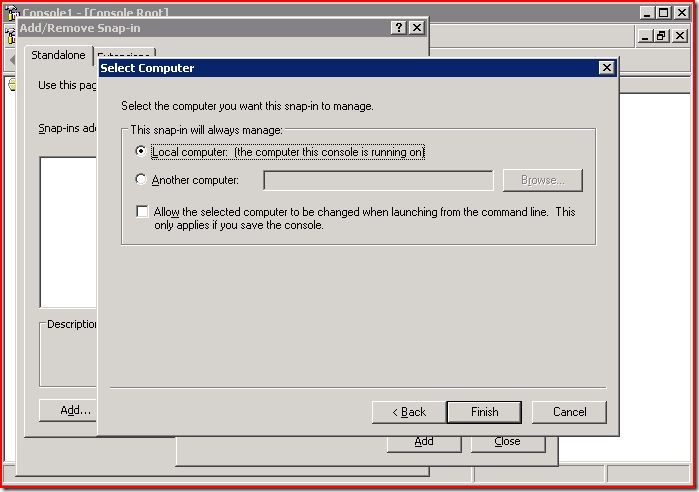 Console1 - [Console Root]
Add/Remove Snap-in
Standalone
Extensions
Use this pag
Snap-ins add
Select Computer
Select the computer you want this snap-in to manage.
This snap-in will always manage:
Local computer: (the computer this console is running on)
Another computer:
Browse...
Allow the selected computer to be changed when launching from the command line. This
only applies if you save the console.
Description
Add...
< Back
Finish
Cancel
Add
Close